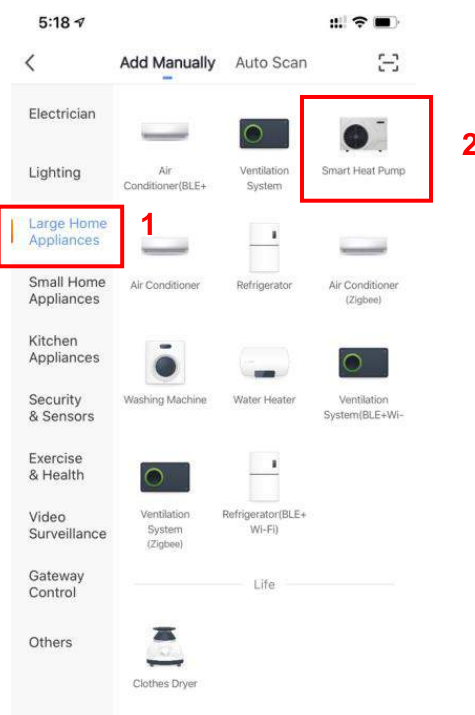 5:18
Add Manually Auto Scan
Electrician
Lighting
Large Home
Appliances
Small Home
Appliances
Kitchen
Appliances
Security
& Sensors
Exercise
& Health
Video
Surveillance
Gateway
Control
Others
1
2
Air
Conditioner(BLE+
Ventilation
System
Smart Heat Pump
Air Conditioner
Refrigerator
Air Conditioner
(Zigbee)
Washing Machine
Water Heater
Ventilation
System(BLE+Wi-
Ventilation
System
(Zigbee)
Refrigerator(BLE+
Wi-Fi)
Life
Clothes Dryer